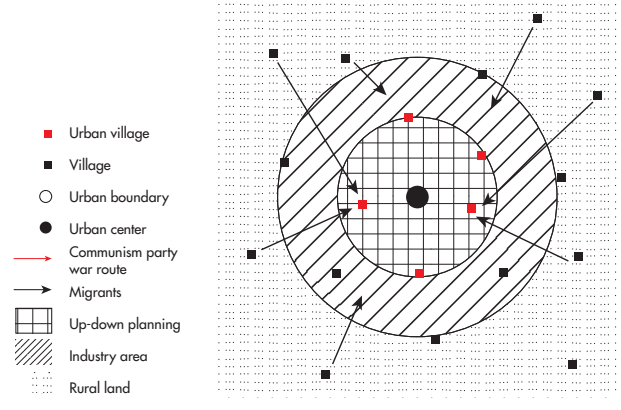 Urban village
Village
Urban boundary
Urban center
Communism party
war route
Migrants
Up-down planning
Industry area
Rural land